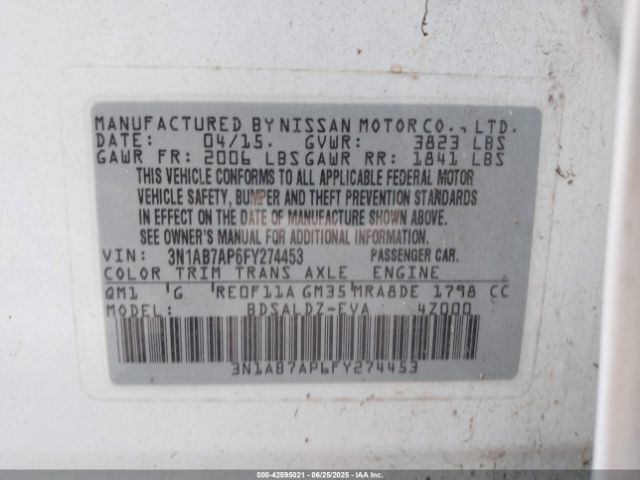 MANUFACTURED BY NISSAN MOTOR CO., LTD.
DATE: 04/15. GVWR: 3823 LBS
GAWR FR: 2006 LBS GAWR RR: 1841 LBS
THIS VEHICLE CONFORMS TO ALL APPLICABLE FEDERAL MOTOR
VEHICLE SAFETY, BUMPER AND THEFT PREVENTION STANDARDS
IN EFFECT ON THE DATE OF MANUFACTURE SHOWN ABOVE.
SEE OWNER'S MANUAL FOR ADDITIONAL INFORMATION.
VIN: 3N1AB7AP6FY274453 PASSENGER CAR.
COLOR TRIM TRANS AXLE ENGINE
QM1 G RE0F11A GM35 MRA8DE 1798 CC
MODEL: BDSALDZ-EVA 4Z000
3N1AB7AP6FY274453
000-42595021 - 06/25/2025 - IAAI - Copart